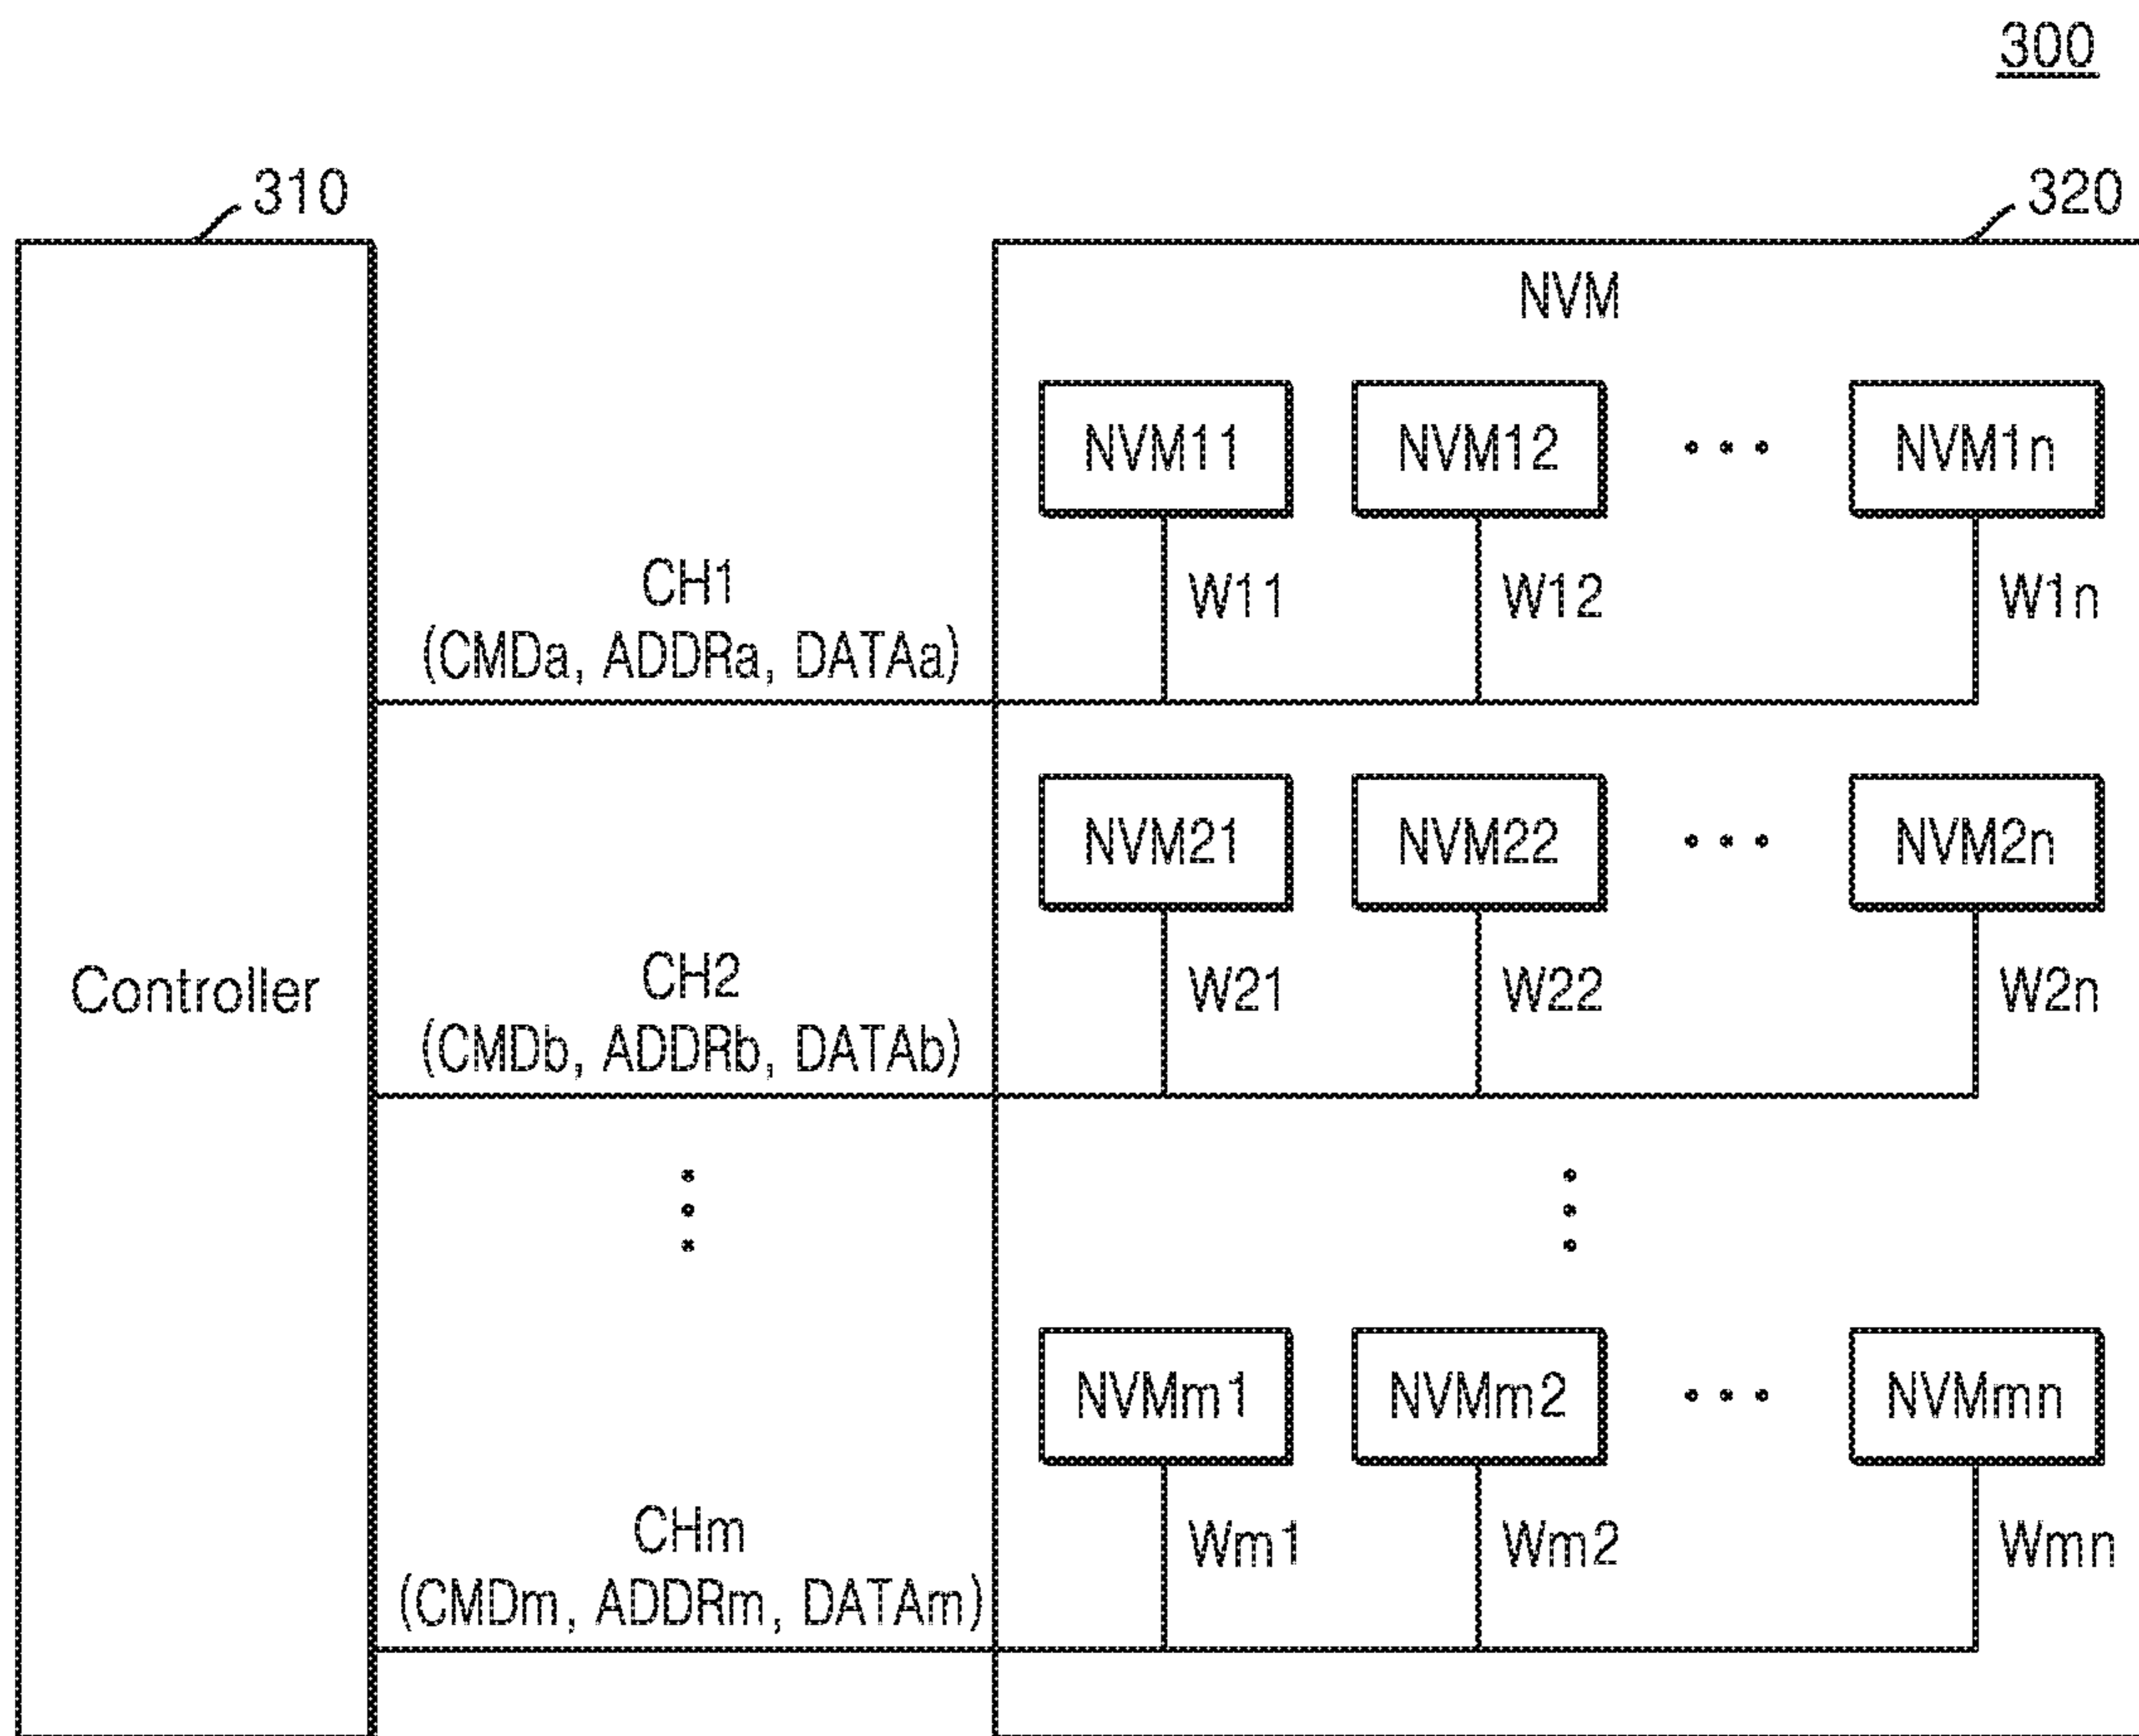 300
310
320
NVM
NVM11 NVM12 ... NVM1n
CH1
W11 W12 W1n
(CMDa, ADDRa, DATAa)
NVM21 NVM22 ... NVM2n
Controller
CH2
W21 W22 W2n
(CMDb, ADDRb, DATAb)
NVMm1 NVMm2 ... NVMmn
CHm
Wm1 Wm2 Wmn
(CMDm, ADDRm, DATAm)